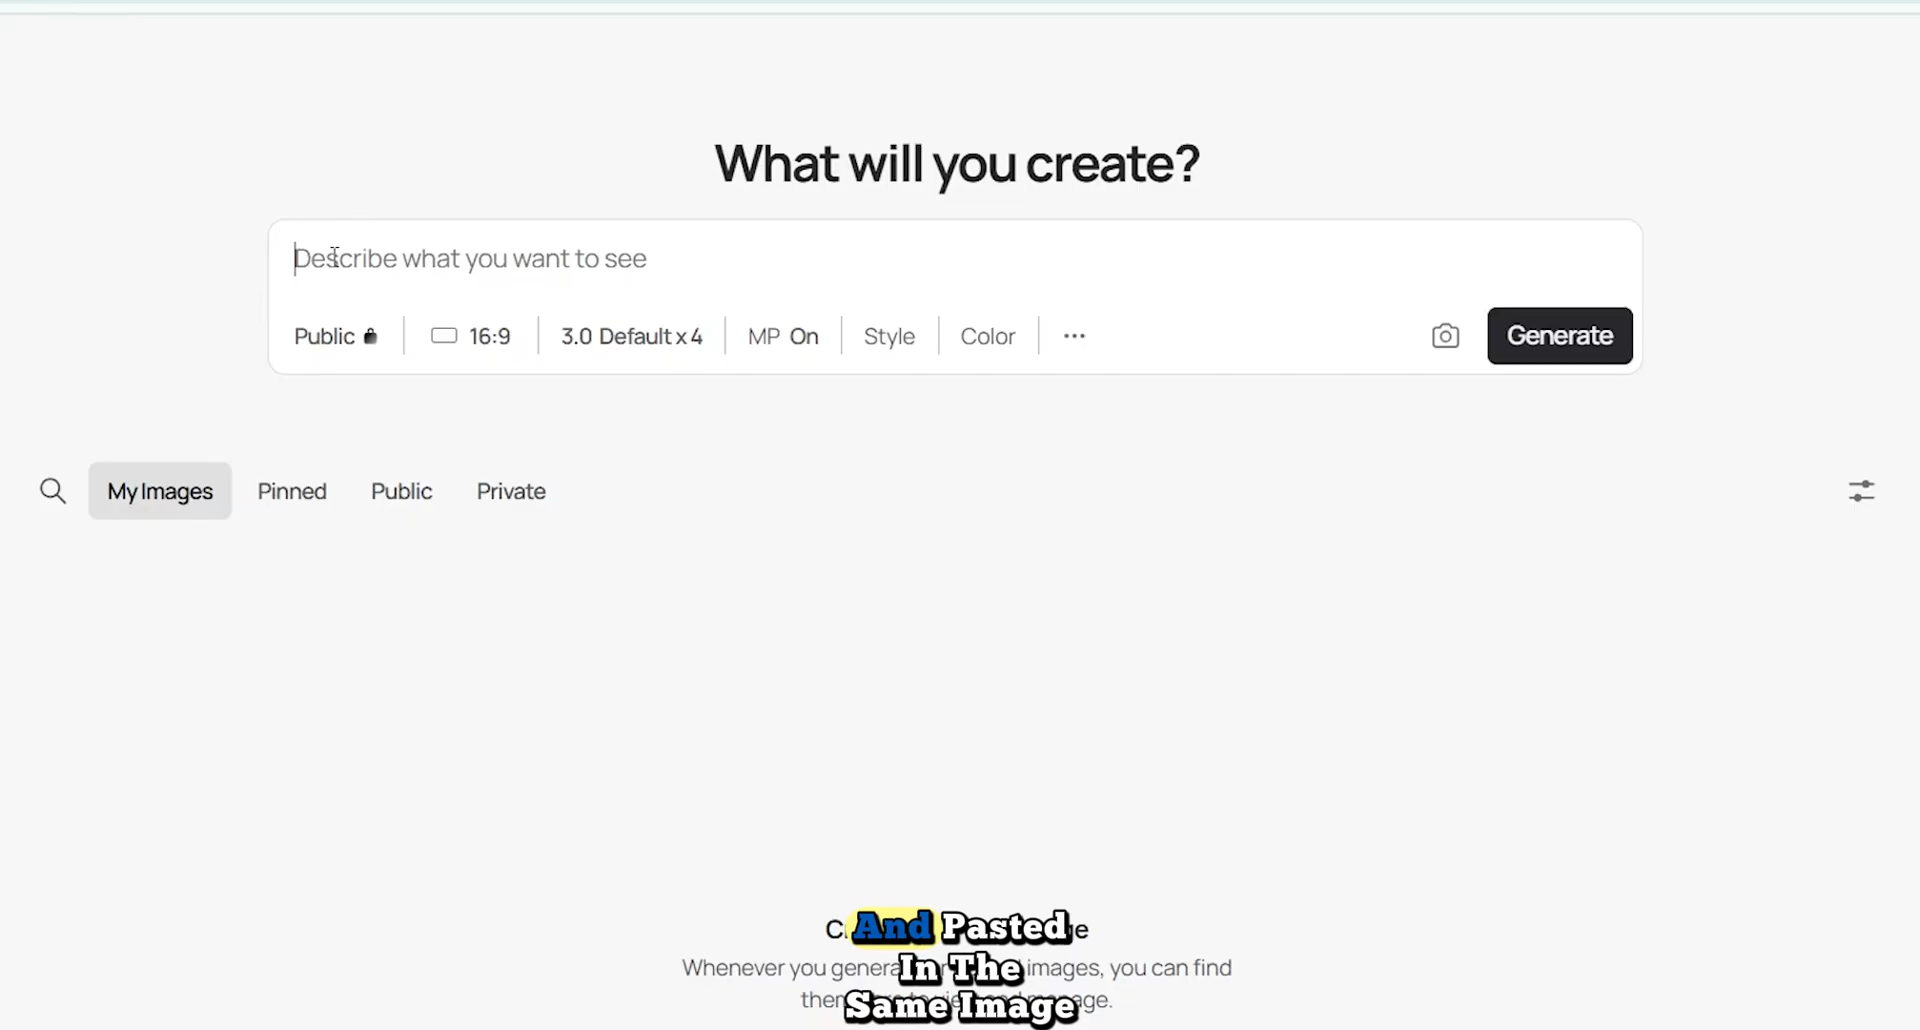 What will you create?
Describe what you want to see
Public
16:9
3.0 Default x 4
MP On
Style
Color
Generate
My Images
Pinned
Public
Private
And Pasted
In The
Same Image
Whenever you images, you can find